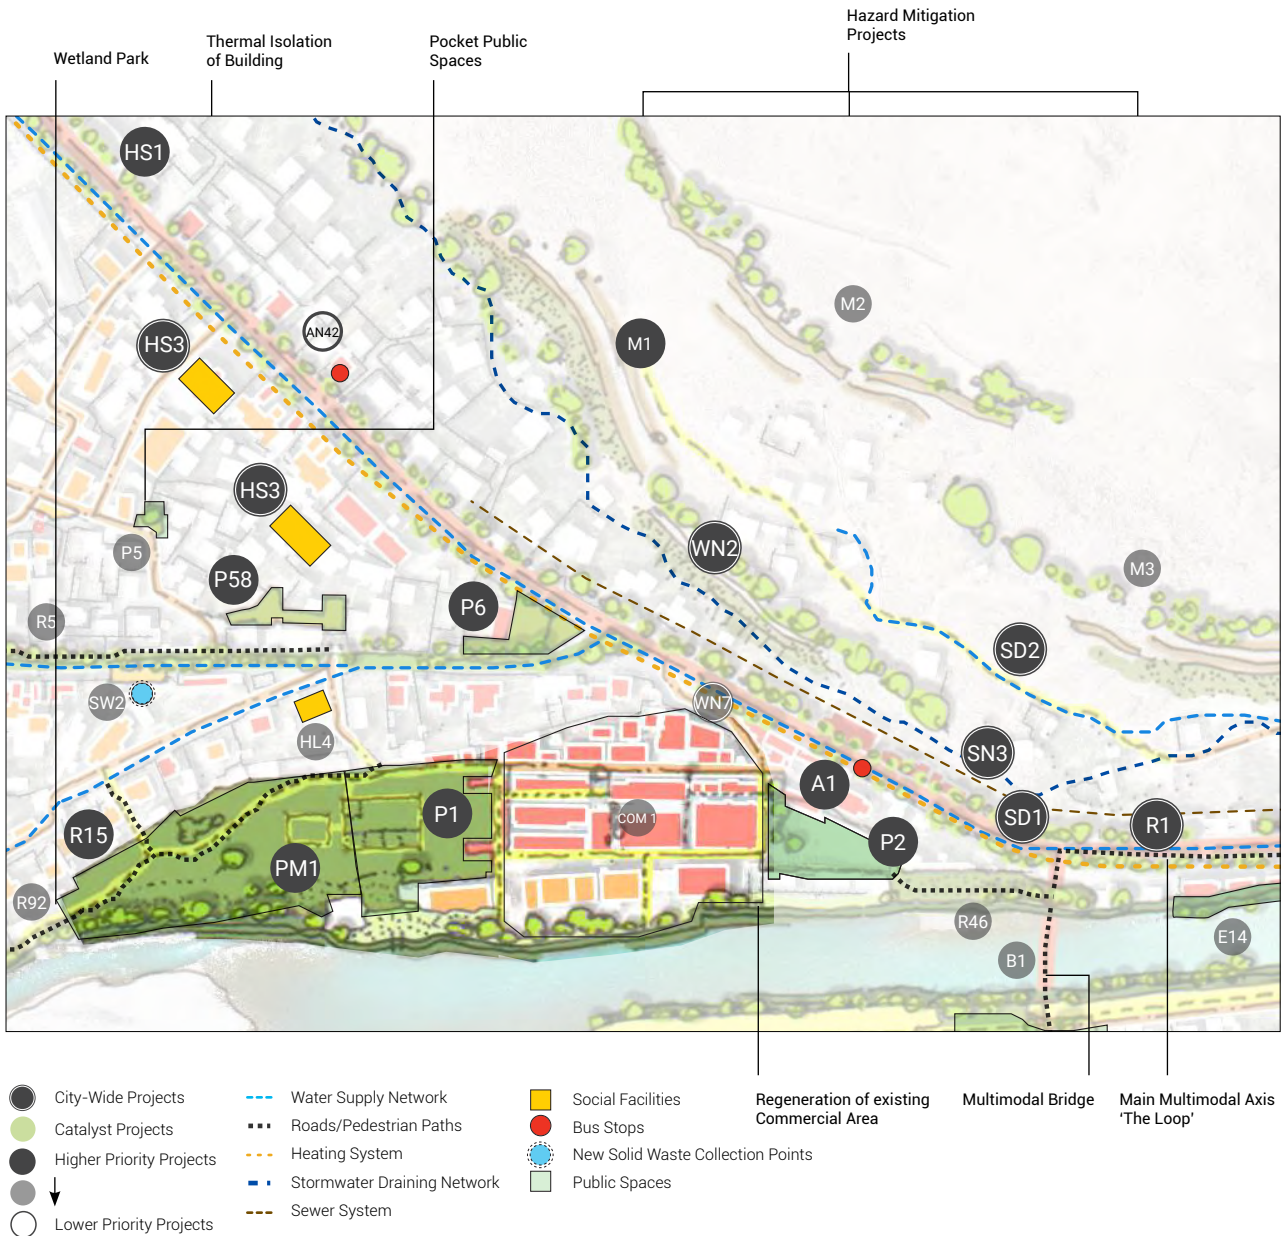 Hazard Mitigation
Projects
Wetland Park
Thermal Isolation
of Building
Pocket Public
Spaces
HS1
M2
AN42
HS3
M1
HS3
WN2
P5
M3
P58
P6
R5
SD2
SW2
WN7
HL4
SN3
A1
P1
COM 1
SD1
R1
R15
P2
PM1
R92
R46
E14
B1
City-Wide Projects
Catalyst Projects
Higher Priority Projects
Lower Priority Projects
Water Supply Network
Roads/Pedestrian Paths
Heating System
Stormwater Draining Network
Sewer System
Social Facilities
Bus Stops
New Solid Waste Collection Points
Public Spaces
Regeneration of existing
Commercial Area
Multimodal Bridge
Main Multimodal Axis
'The Loop'